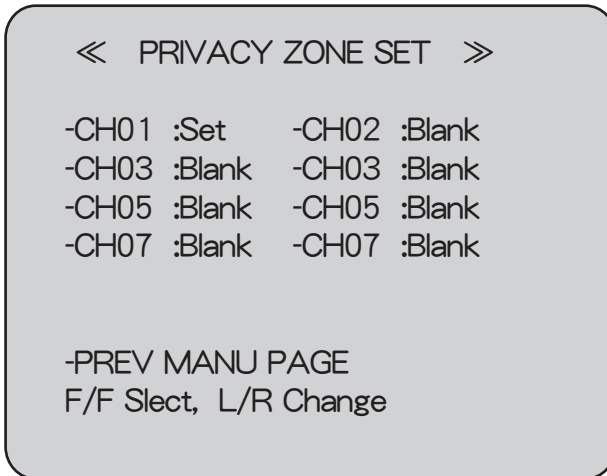 ≪ PRIVACY ZONE SET ≫
-CH01 :Set -CH02 :Blank
-CH03 :Blank -CH03 :Blank
-CH05 :Blank -CH05 :Blank
-CH07 :Blank -CH07 :Blank
-PREV MANU PAGE
F/F Slect, L/R Change